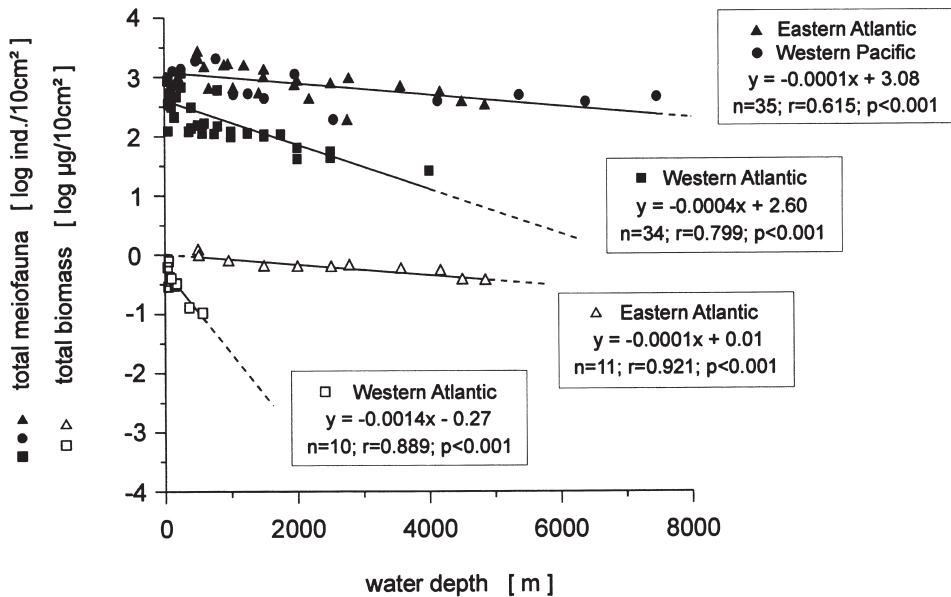 total meiofauna [ log ind./10cm² ]
total biomass [ log µg/10cm² ]
4
3
2
1
0
-1
-2
-3
-4
0 2000 4000 6000 8000
water depth [ m ]
Eastern Atlantic
Western Pacific
y = -0.0001x + 3.08
n=35; r=0.615; p<0.001
Western Atlantic
y = -0.0004x + 2.60
n=34; r=0.799; p<0.001
Eastern Atlantic
y = -0.0001x + 0.01
n=11; r=0.921; p<0.001
Western Atlantic
y = -0.0014x - 0.27
n=10; r=0.889; p<0.001